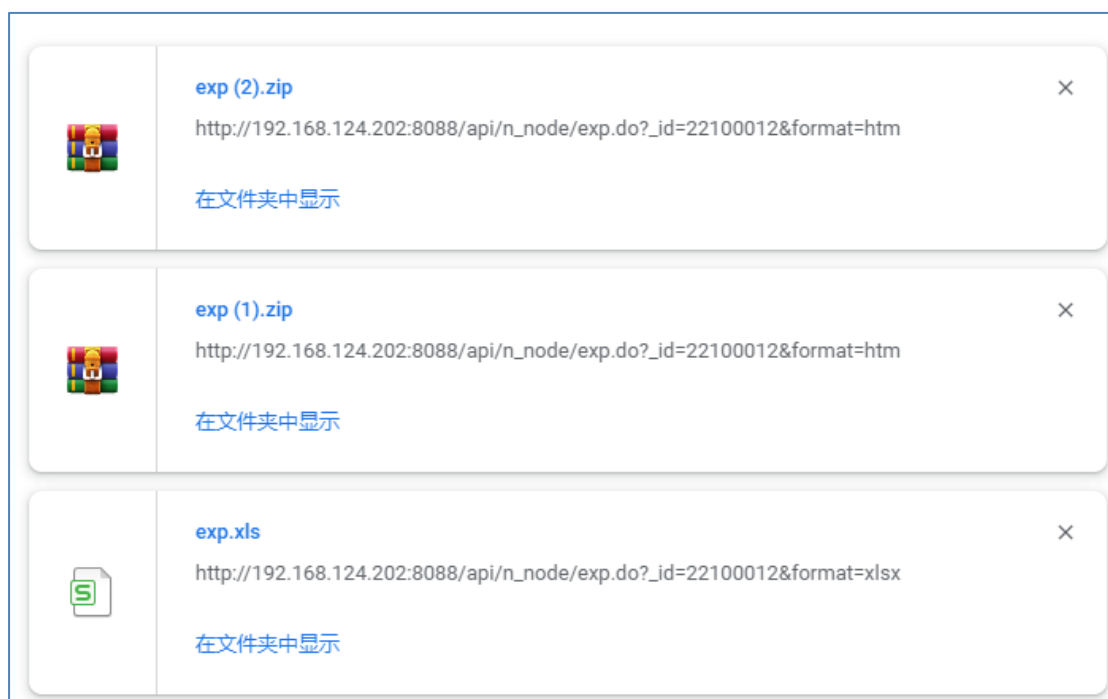 exp (2).zip
http://192.168.124.202:8088/api/n_node/exp.do?_id=22100012&format=htm
在文件夹中显示
exp (1).zip
http://192.168.124.202:8088/api/n_node/exp.do?_id=22100012&format=htm
在文件夹中显示
exp.xls
http://192.168.124.202:8088/api/n_node/exp.do?_id=22100012&format=xlsx
在文件夹中显示